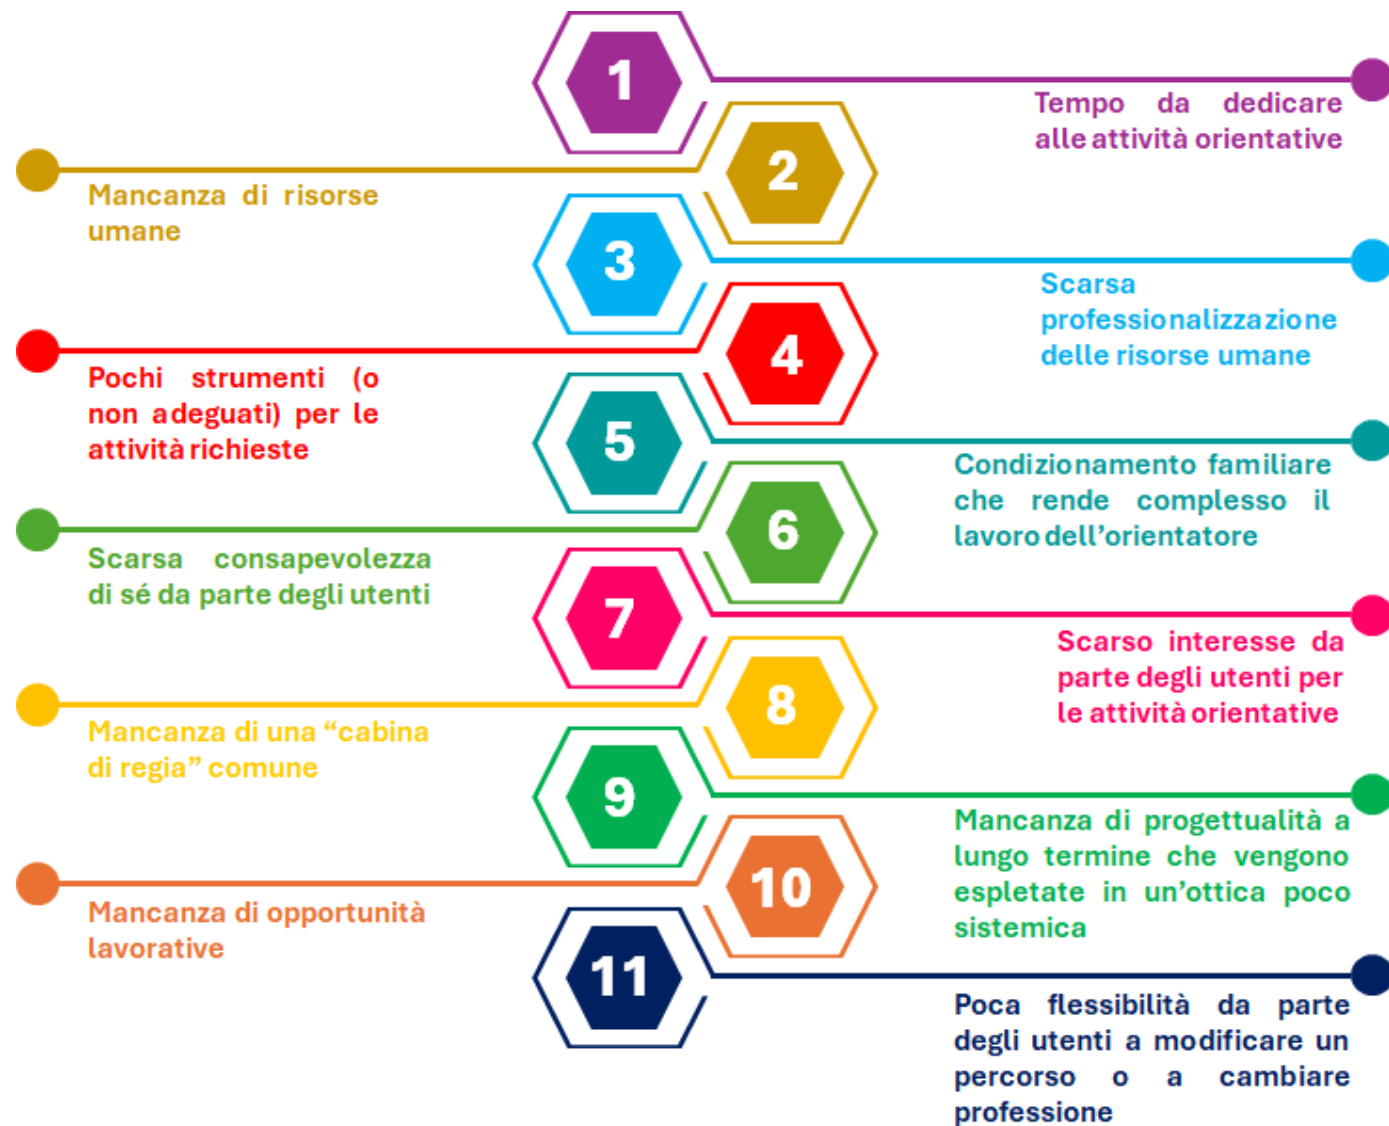 1
Tempo da dedicare
alle attività orientative
2
Mancanza di risorse
umane
3
Scarsa
professionalizzazione
delle risorse umane
4
Pochi strumenti (o
non adeguati) per le
attività richieste
5
Condizionamento familiare
che rende complesso il
lavoro dell’orientatore
6
Scarsa consapevolezza
di sé da parte degli utenti
7
Scarso interesse da
parte degli utenti per
le attività orientative
8
Mancanza di una “cabina
di regia” comune
9
Mancanza di progettualità a
lungo termine che vengono
espletate in un’ottica poco
sistemica
10
Mancanza di opportunità
lavorative
11
Poca flessibilità da parte
degli utenti a modificare un
percorso o a cambiare
professione